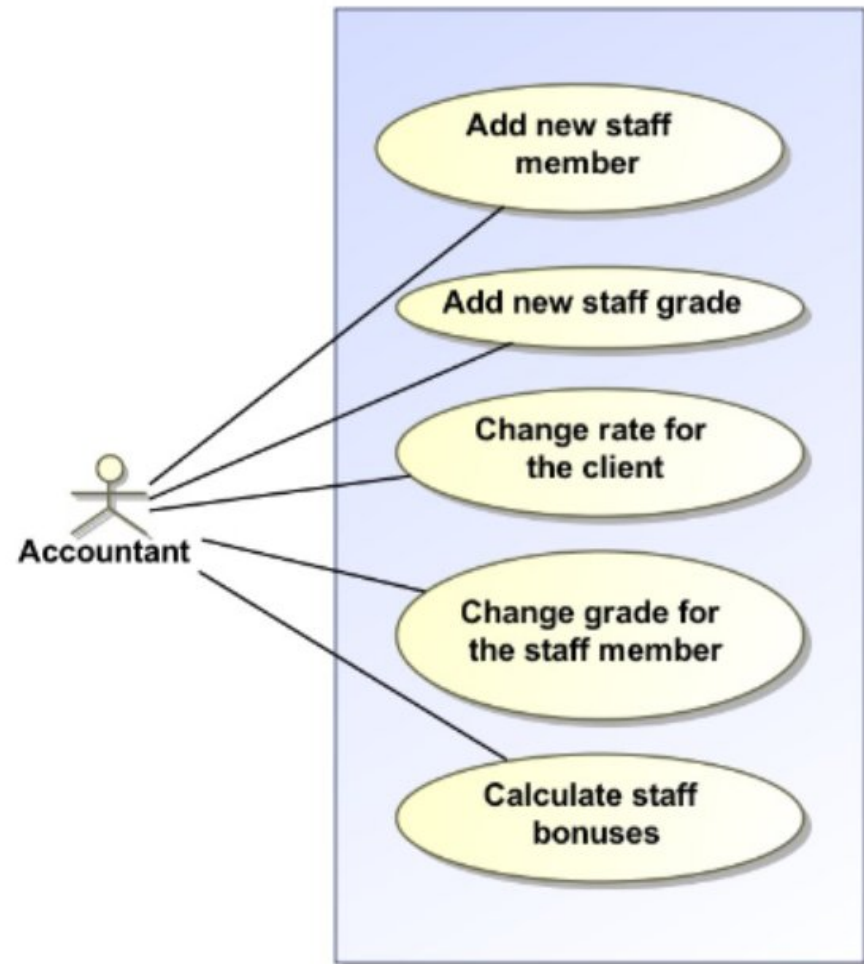 Add new staff
member
Add new staff grade
Change rate for
the client
Accountant
Change grade for
the staff member
Calculate staff
bonuses